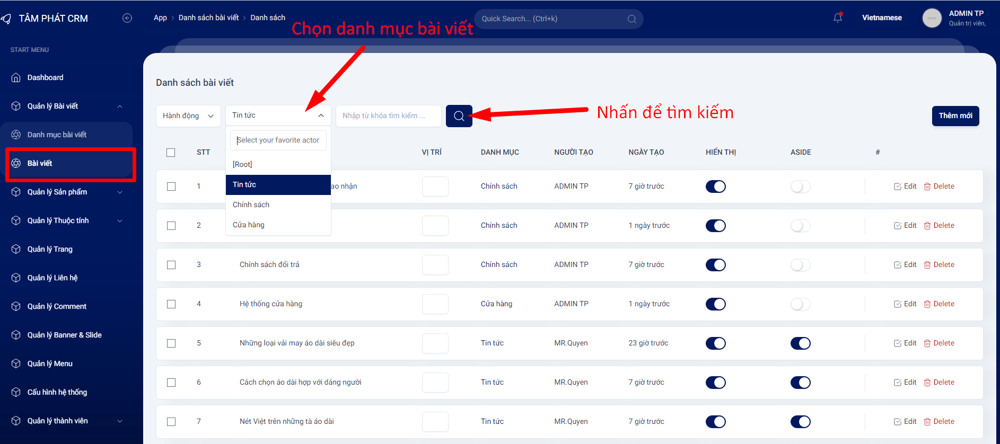 TÂM PHÁT CRM
App > Danh sách bài viết > Danh sách
Quick Search... (Ctrl+k)
Vietnamese
ADMIN TP
Quản trị viên,
Chọn danh mục bài viết
START MENU
Dashboard
Quản lý Bài viết
Danh mục bài viết
Bài viết
Quản lý Sản phẩm
Quản lý Thuộc tính
Quản lý Trang
Quản lý Liên hệ
Quản lý Comment
Quản lý Banner & Slide
Quản lý Menu
Cấu hình hệ thống
Quản lý thành viên
Danh sách bài viết
Hành động
Tin tức
Nhập từ khóa tìm kiếm ...
Nhấn để tìm kiếm
Thêm mới
Select your favorite actor
[Root]
Tin tức
Chính sách
Cửa hàng
STT VỊ TRÍ DANH MỤC NGƯỜI TẠO NGÀY TẠO HIỂN THỊ ASIDE #
1 ao nhận Chính sách ADMIN TP 7 giờ trước Edit Delete
2 Chính sách ADMIN TP 1 ngày trước Edit Delete
3 Chính sách đổi trả Chính sách ADMIN TP 7 giờ trước Edit Delete
4 Hệ thống cửa hàng Cửa hàng ADMIN TP 1 ngày trước Edit Delete
5 Những loại vải may áo dài siêu đẹp Tin tức MR.Quyen 23 giờ trước Edit Delete
6 Cách chọn áo dài hợp với dáng người Tin tức MR.Quyen 7 giờ trước Edit Delete
7 Nét Việt trên những tà áo dài Tin tức MR.Quyen 7 giờ trước Edit Delete